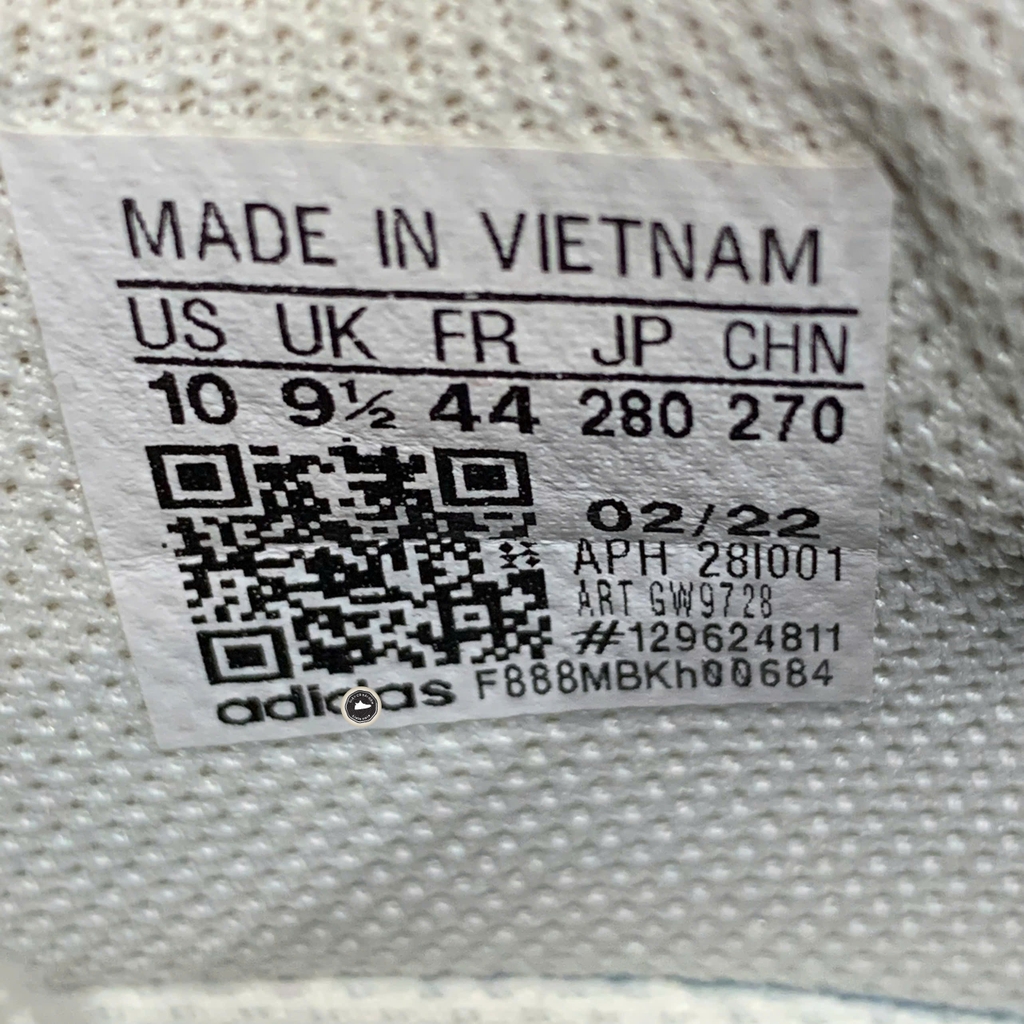 MADE IN VIETNAM
US UK FR JP CHN
10 9½ 44 280 270
02/22
APH 28I001
ART GW9728
#129624811
F888MBKh00684
adidas